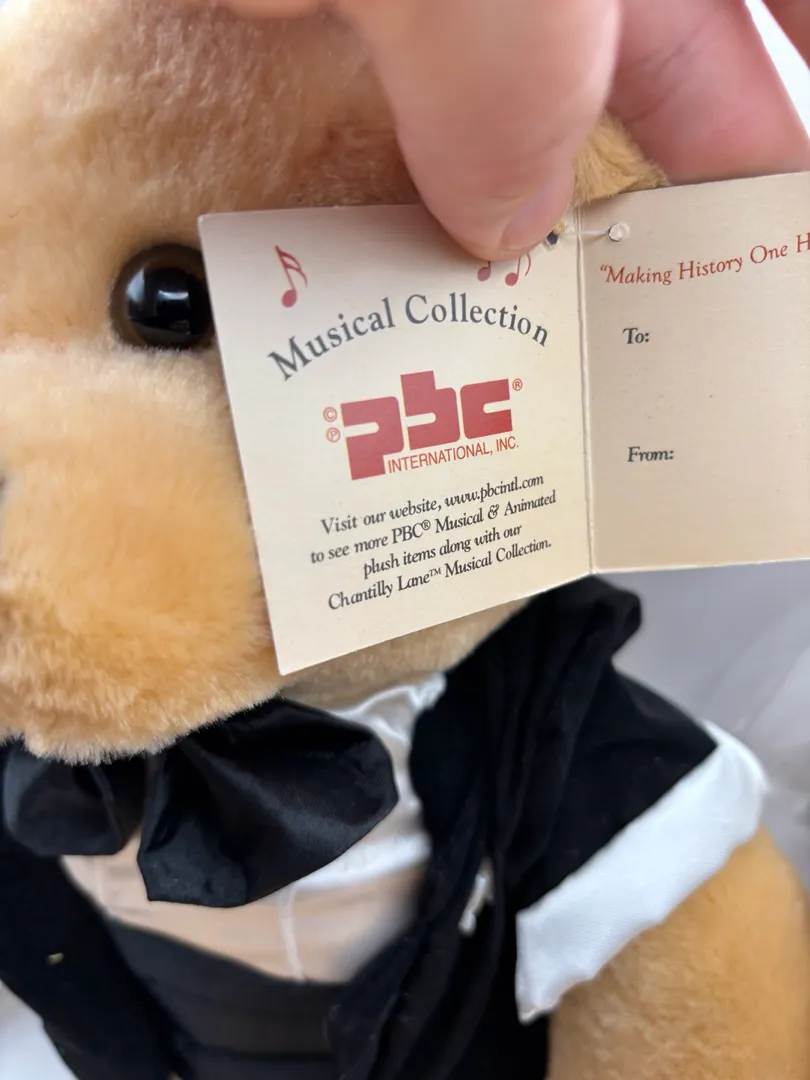 Musical Collection
© pbc ®
℗ INTERNATIONAL, INC.
Visit our website, www.pbcintl.com
to see more PBC® Musical & Animated
plush items along with our
Chantilly Lane™ Musical Collection.
"Making History One H
To:
From: